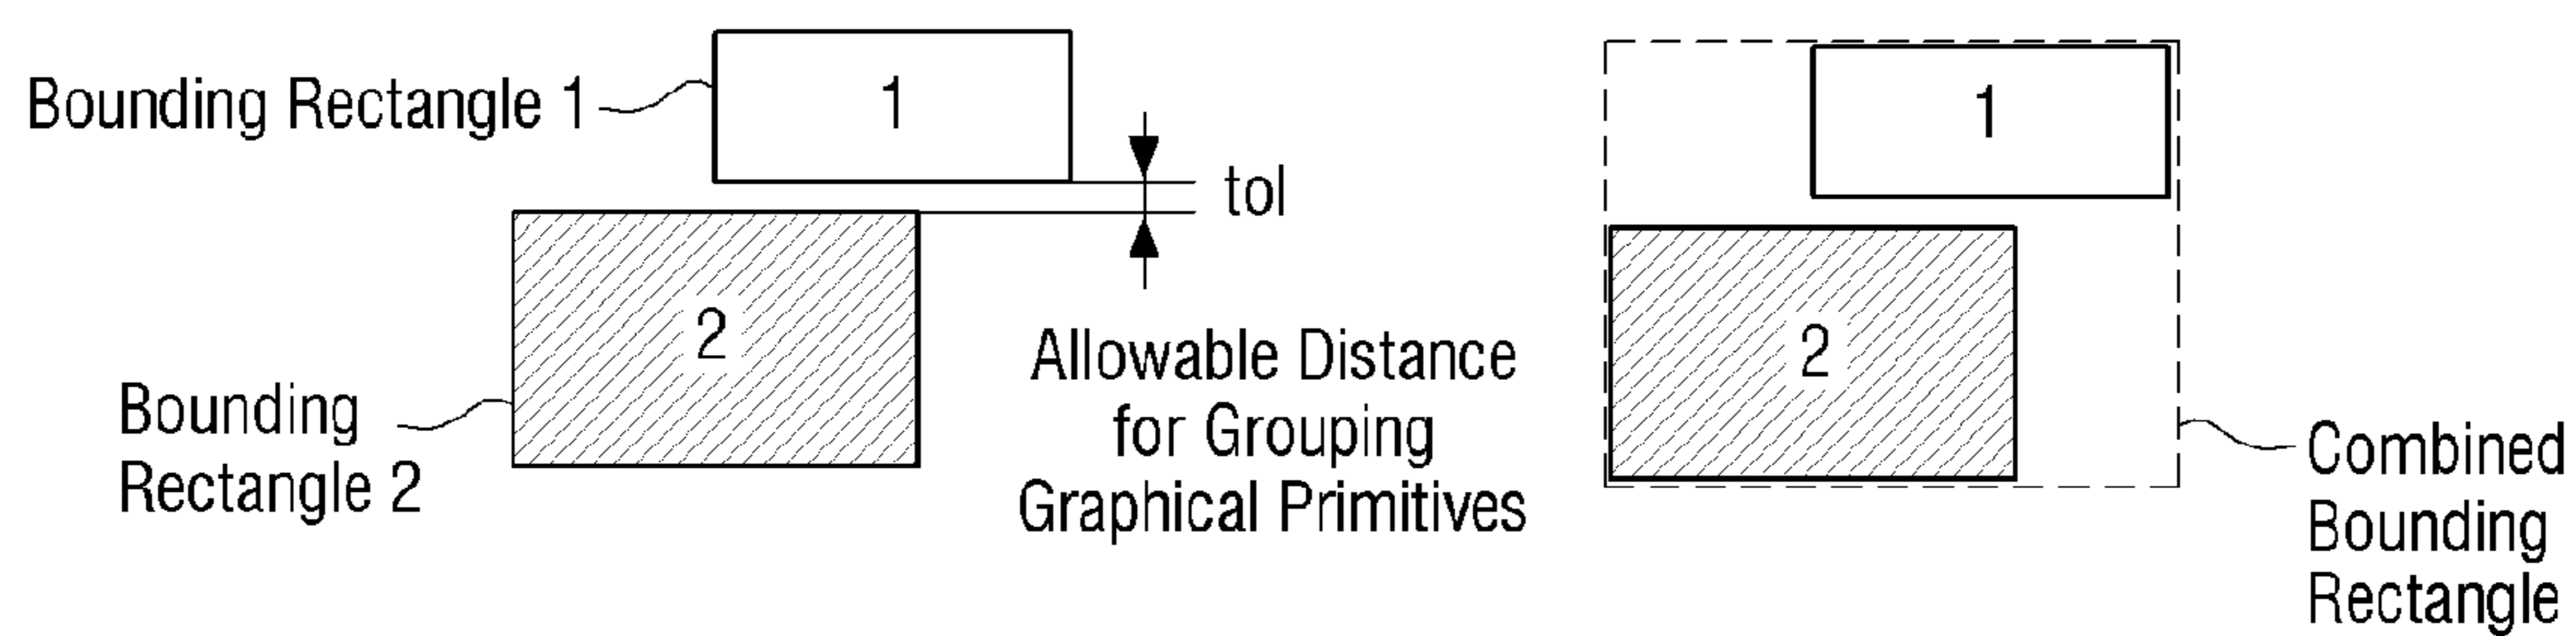 Bounding Rectangle 1
1
tol
2
Bounding
Rectangle 2
Allowable Distance
for Grouping
Graphical Primitives
1
2
Combined
Bounding
Rectangle